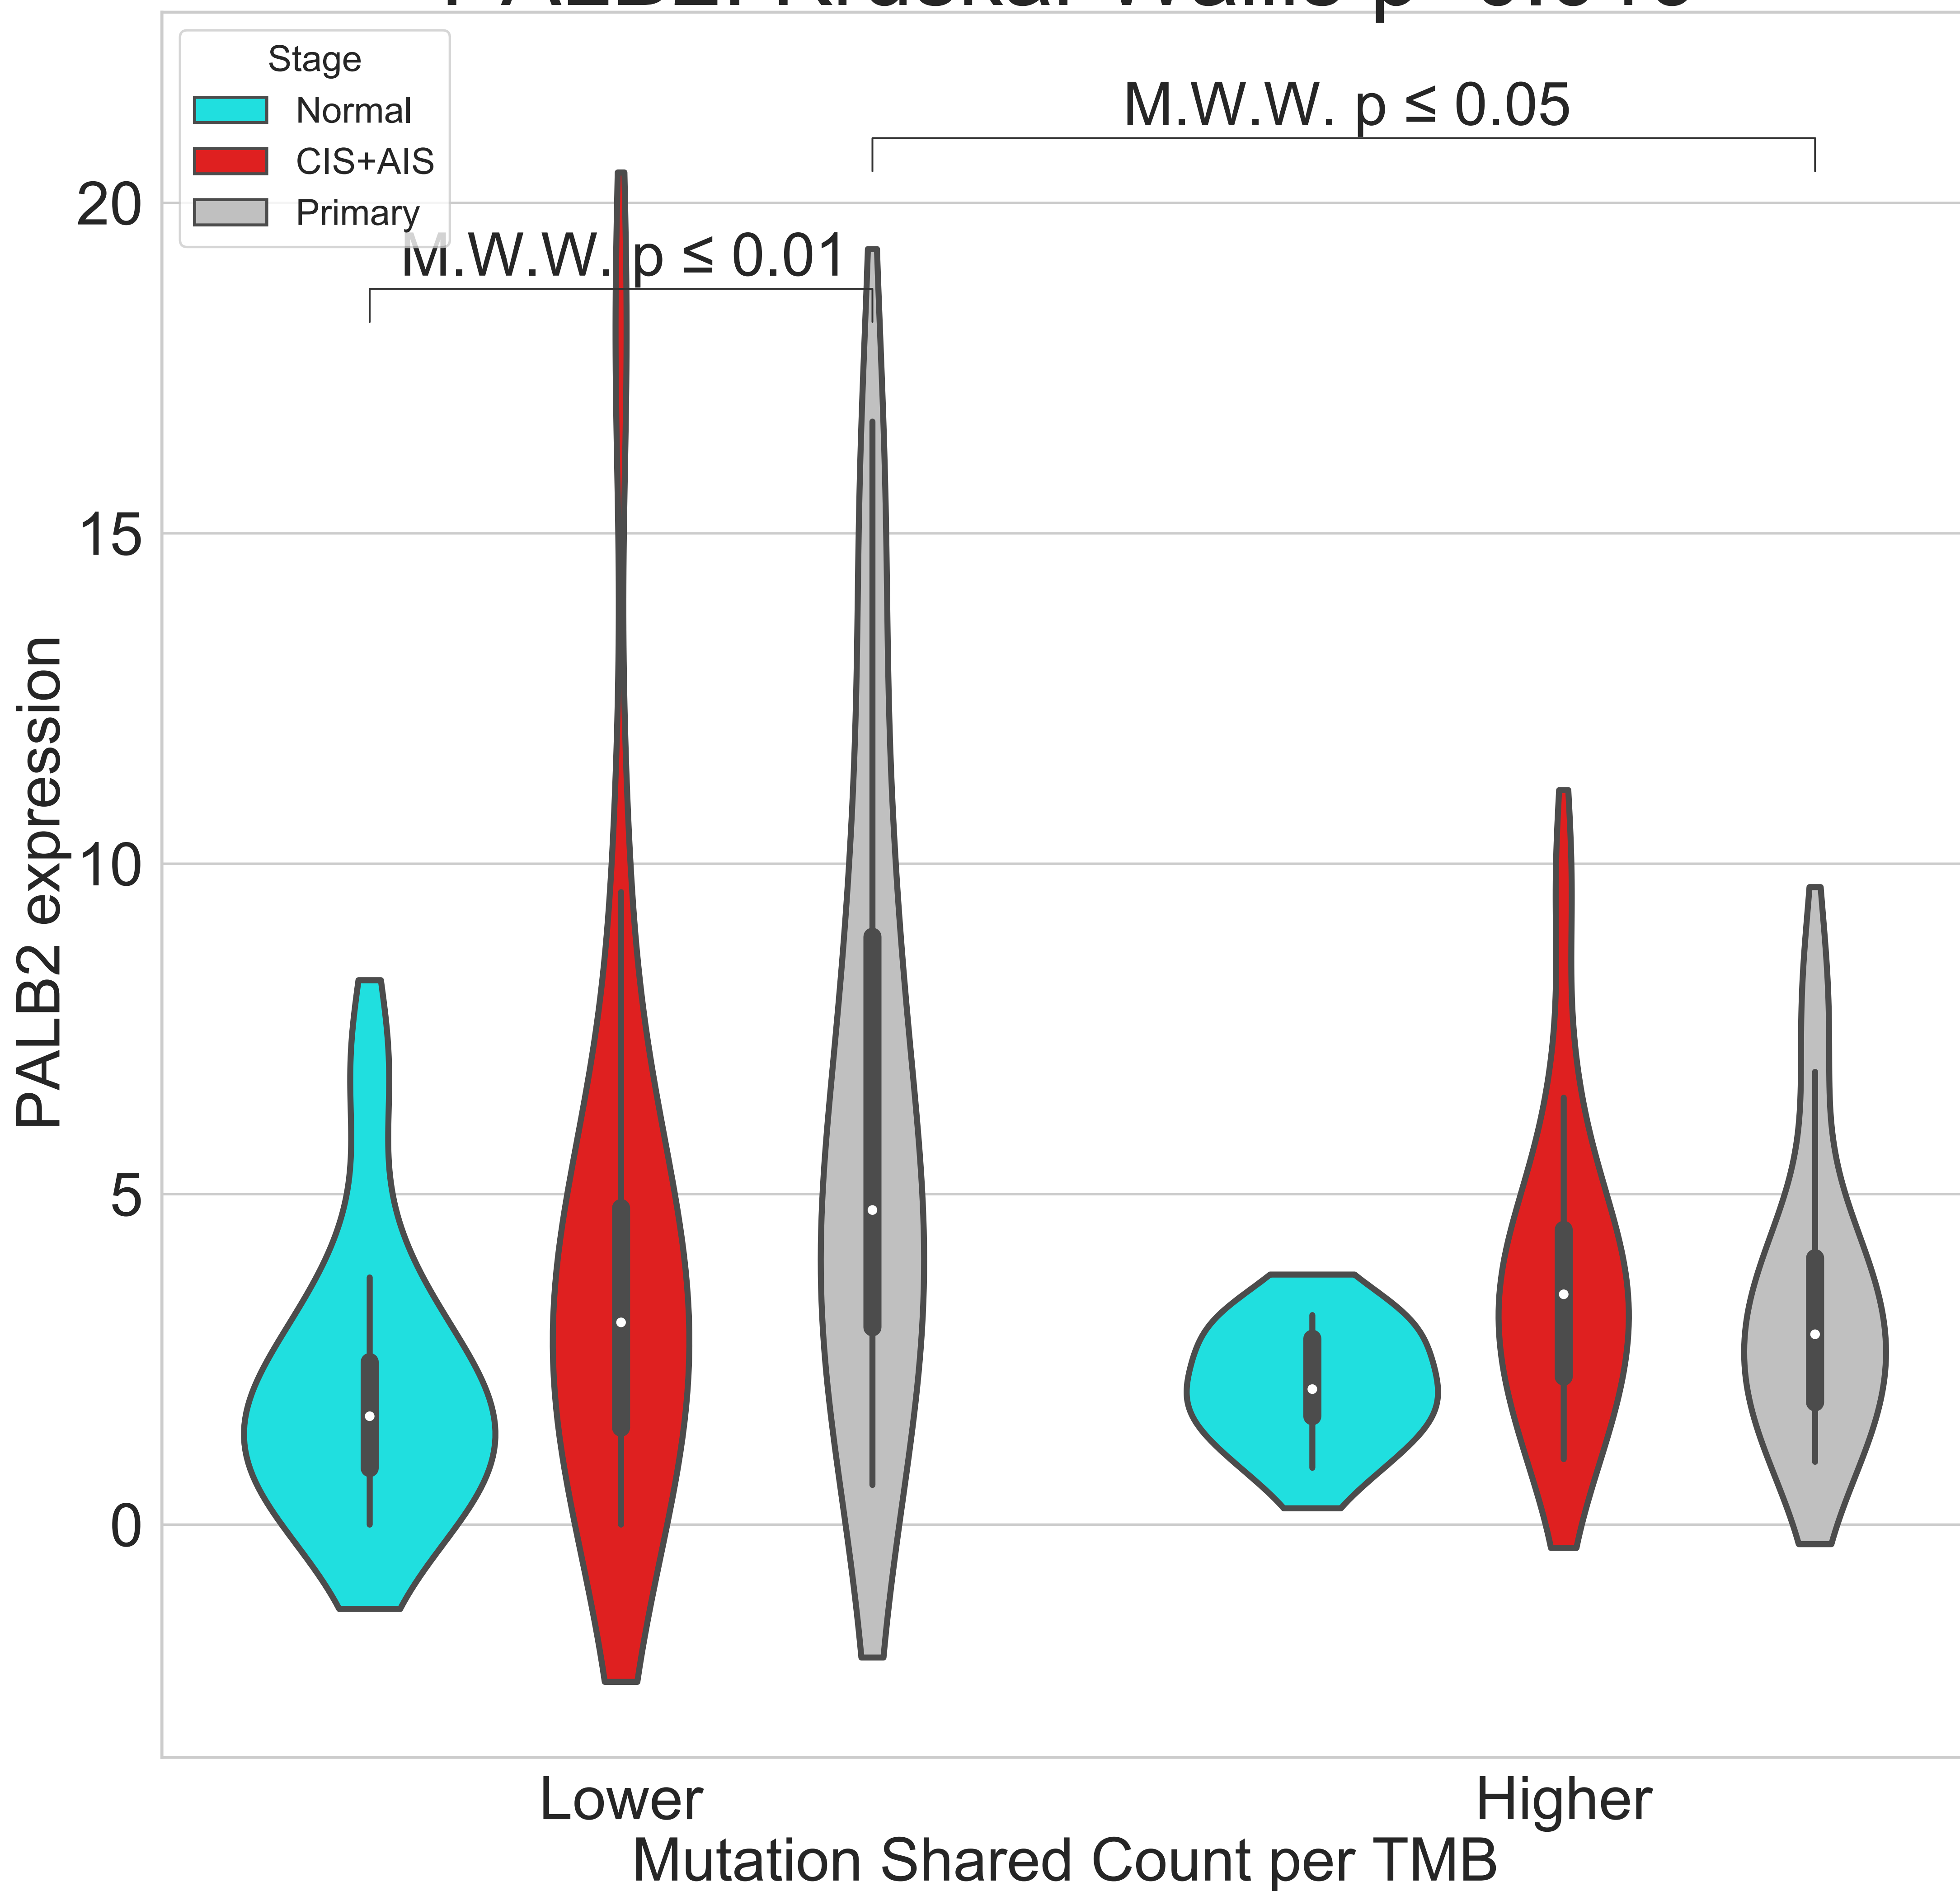 Stage
Normal
CIS+AIS
Primary
M.W.W. p ≤ 0.05
M.W.W. p ≤ 0.01
20
15
10
5
0
PALB2 expression
Lower
Higher
Mutation Shared Count per TMB